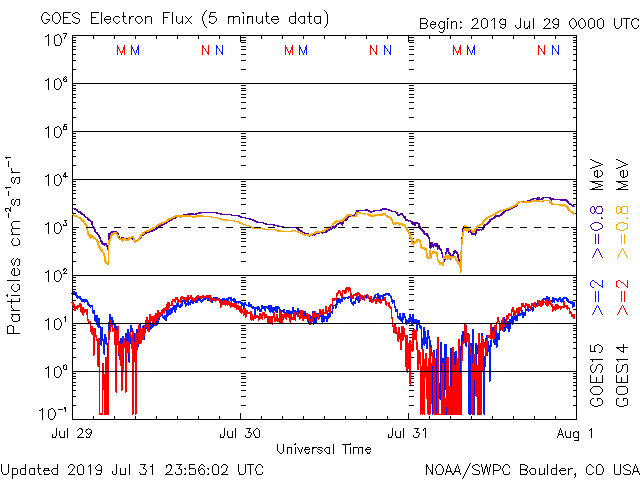 GOES Electron Flux (5 minute data)
Begin: 2019 Jul 29 0000 UTC
M M N N M M N N M M N N
10⁷
10⁶
10⁵
10⁴
10³
10²
10¹
10⁰
10⁻¹
Particles cm⁻²s⁻¹sr⁻¹
Jul 29 Jul 30 Jul 31 Aug 1
Universal Time
GOES15 >=2 >=0.8 MeV
GOES14 >=2 >=0.8 MeV
Updated 2019 Jul 31 23:56:02 UTC
NOAA/SWPC Boulder, CO USA